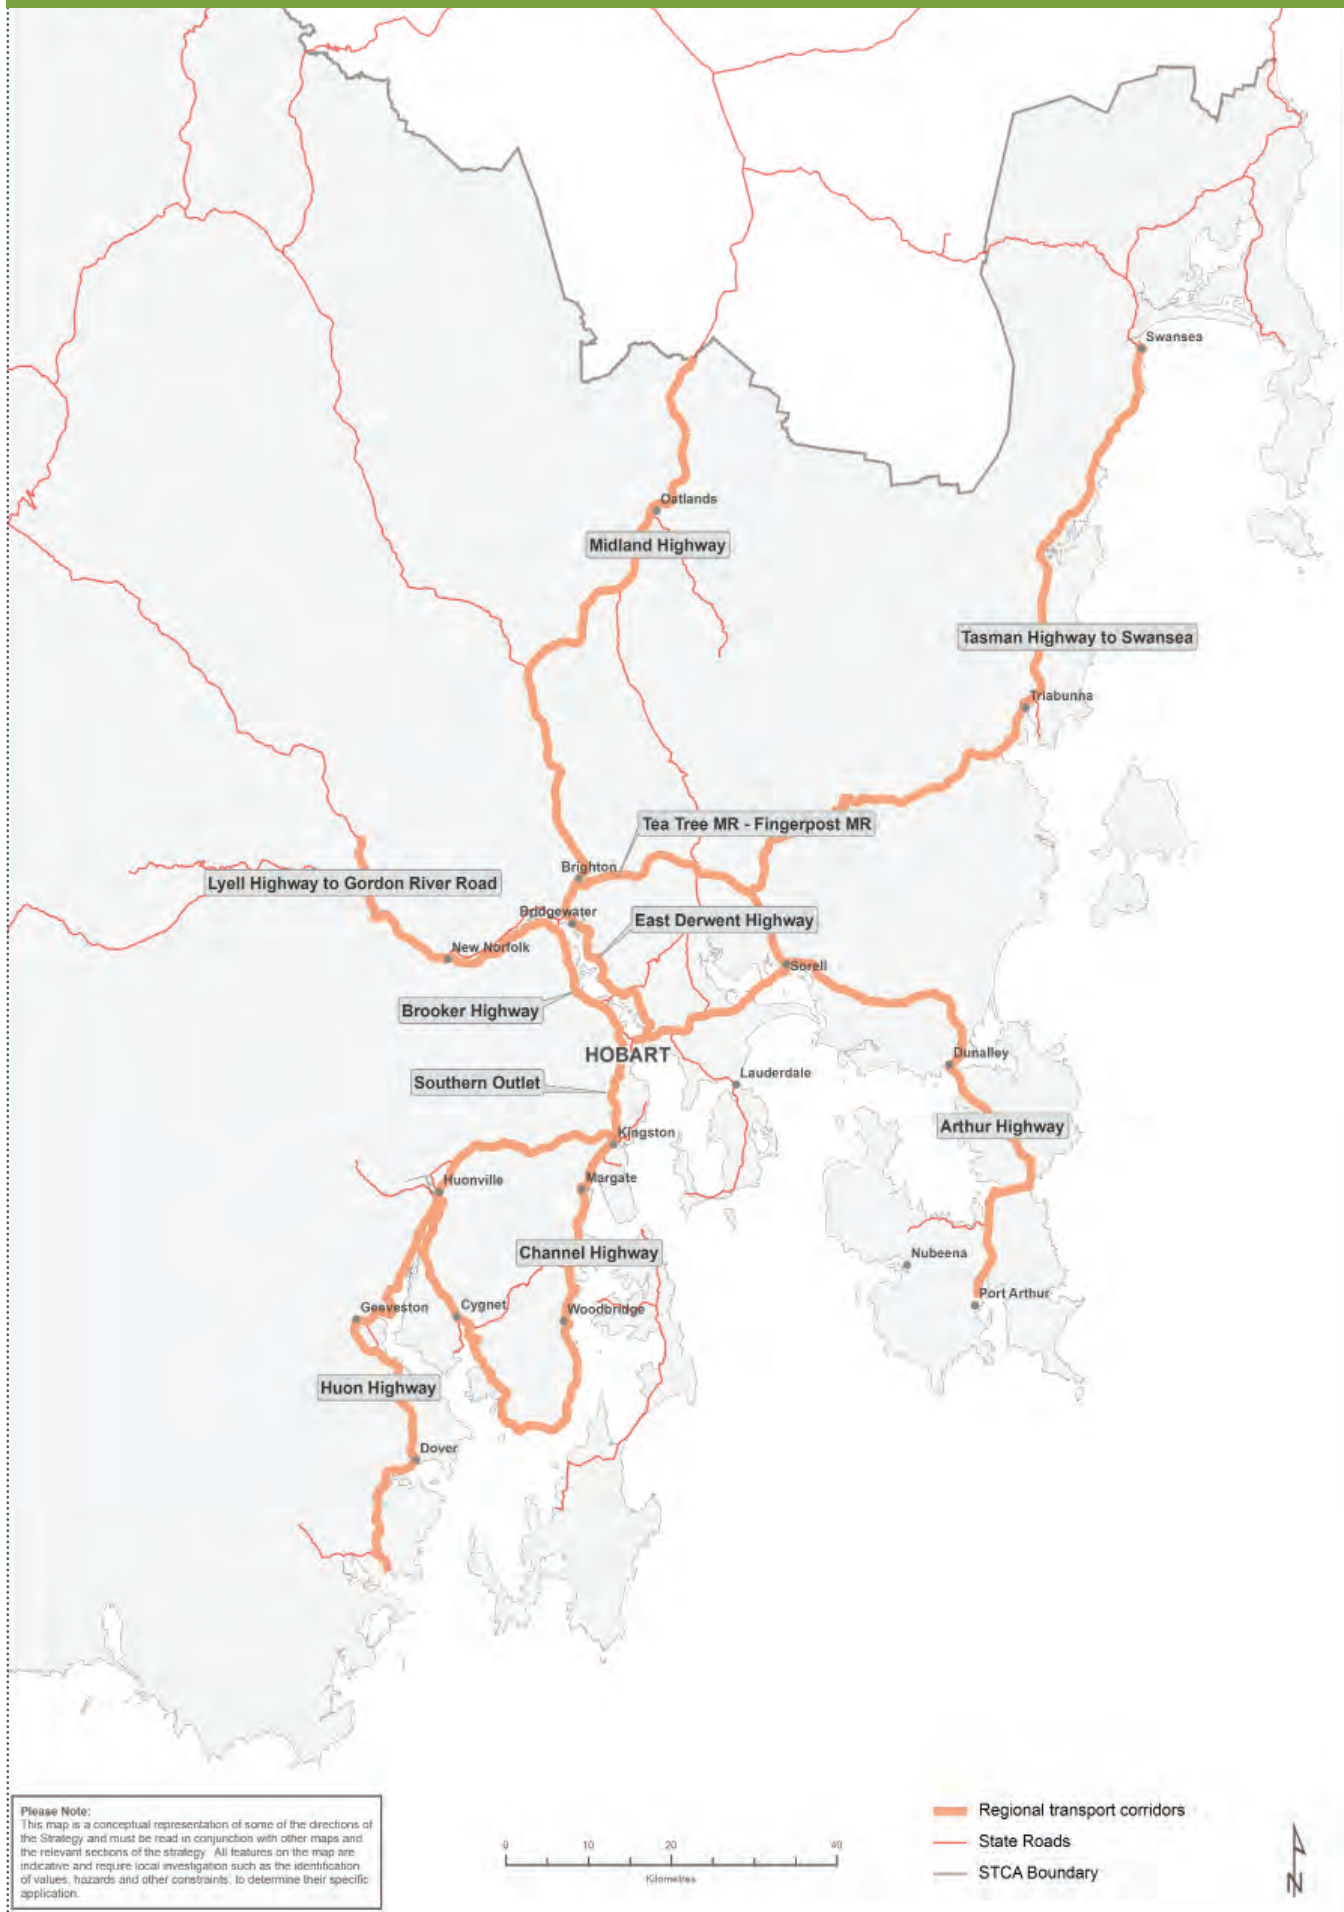 Swansea
Oatlands
Midland Highway
Tasman Highway to Swansea
Triabunna
Tea Tree MR - Fingerpost MR
Brighton
Lyell Highway to Gordon River Road
Bridgewater
East Derwent Highway
New Norfolk
Sorell
Brooker Highway
HOBART
Dunalley
Lauderdale
Southern Outlet
Arthur Highway
Kingston
Huonville
Margate
Channel Highway
Nubeena
Port Arthur
Geeveston
Cygnet
Woodbridge
Huon Highway
Dover
Please Note:
This map is a conceptual representation of some of the directions of
the Strategy and must be read in conjunction with other maps and
the relevant sections of the strategy. All features on the map are
indicative and require local investigation such as the identification
of values, hazards and other constraints, to determine their specific
application.
0 10 20 40
Kilometres
Regional transport corridors
State Roads
STCA Boundary
N